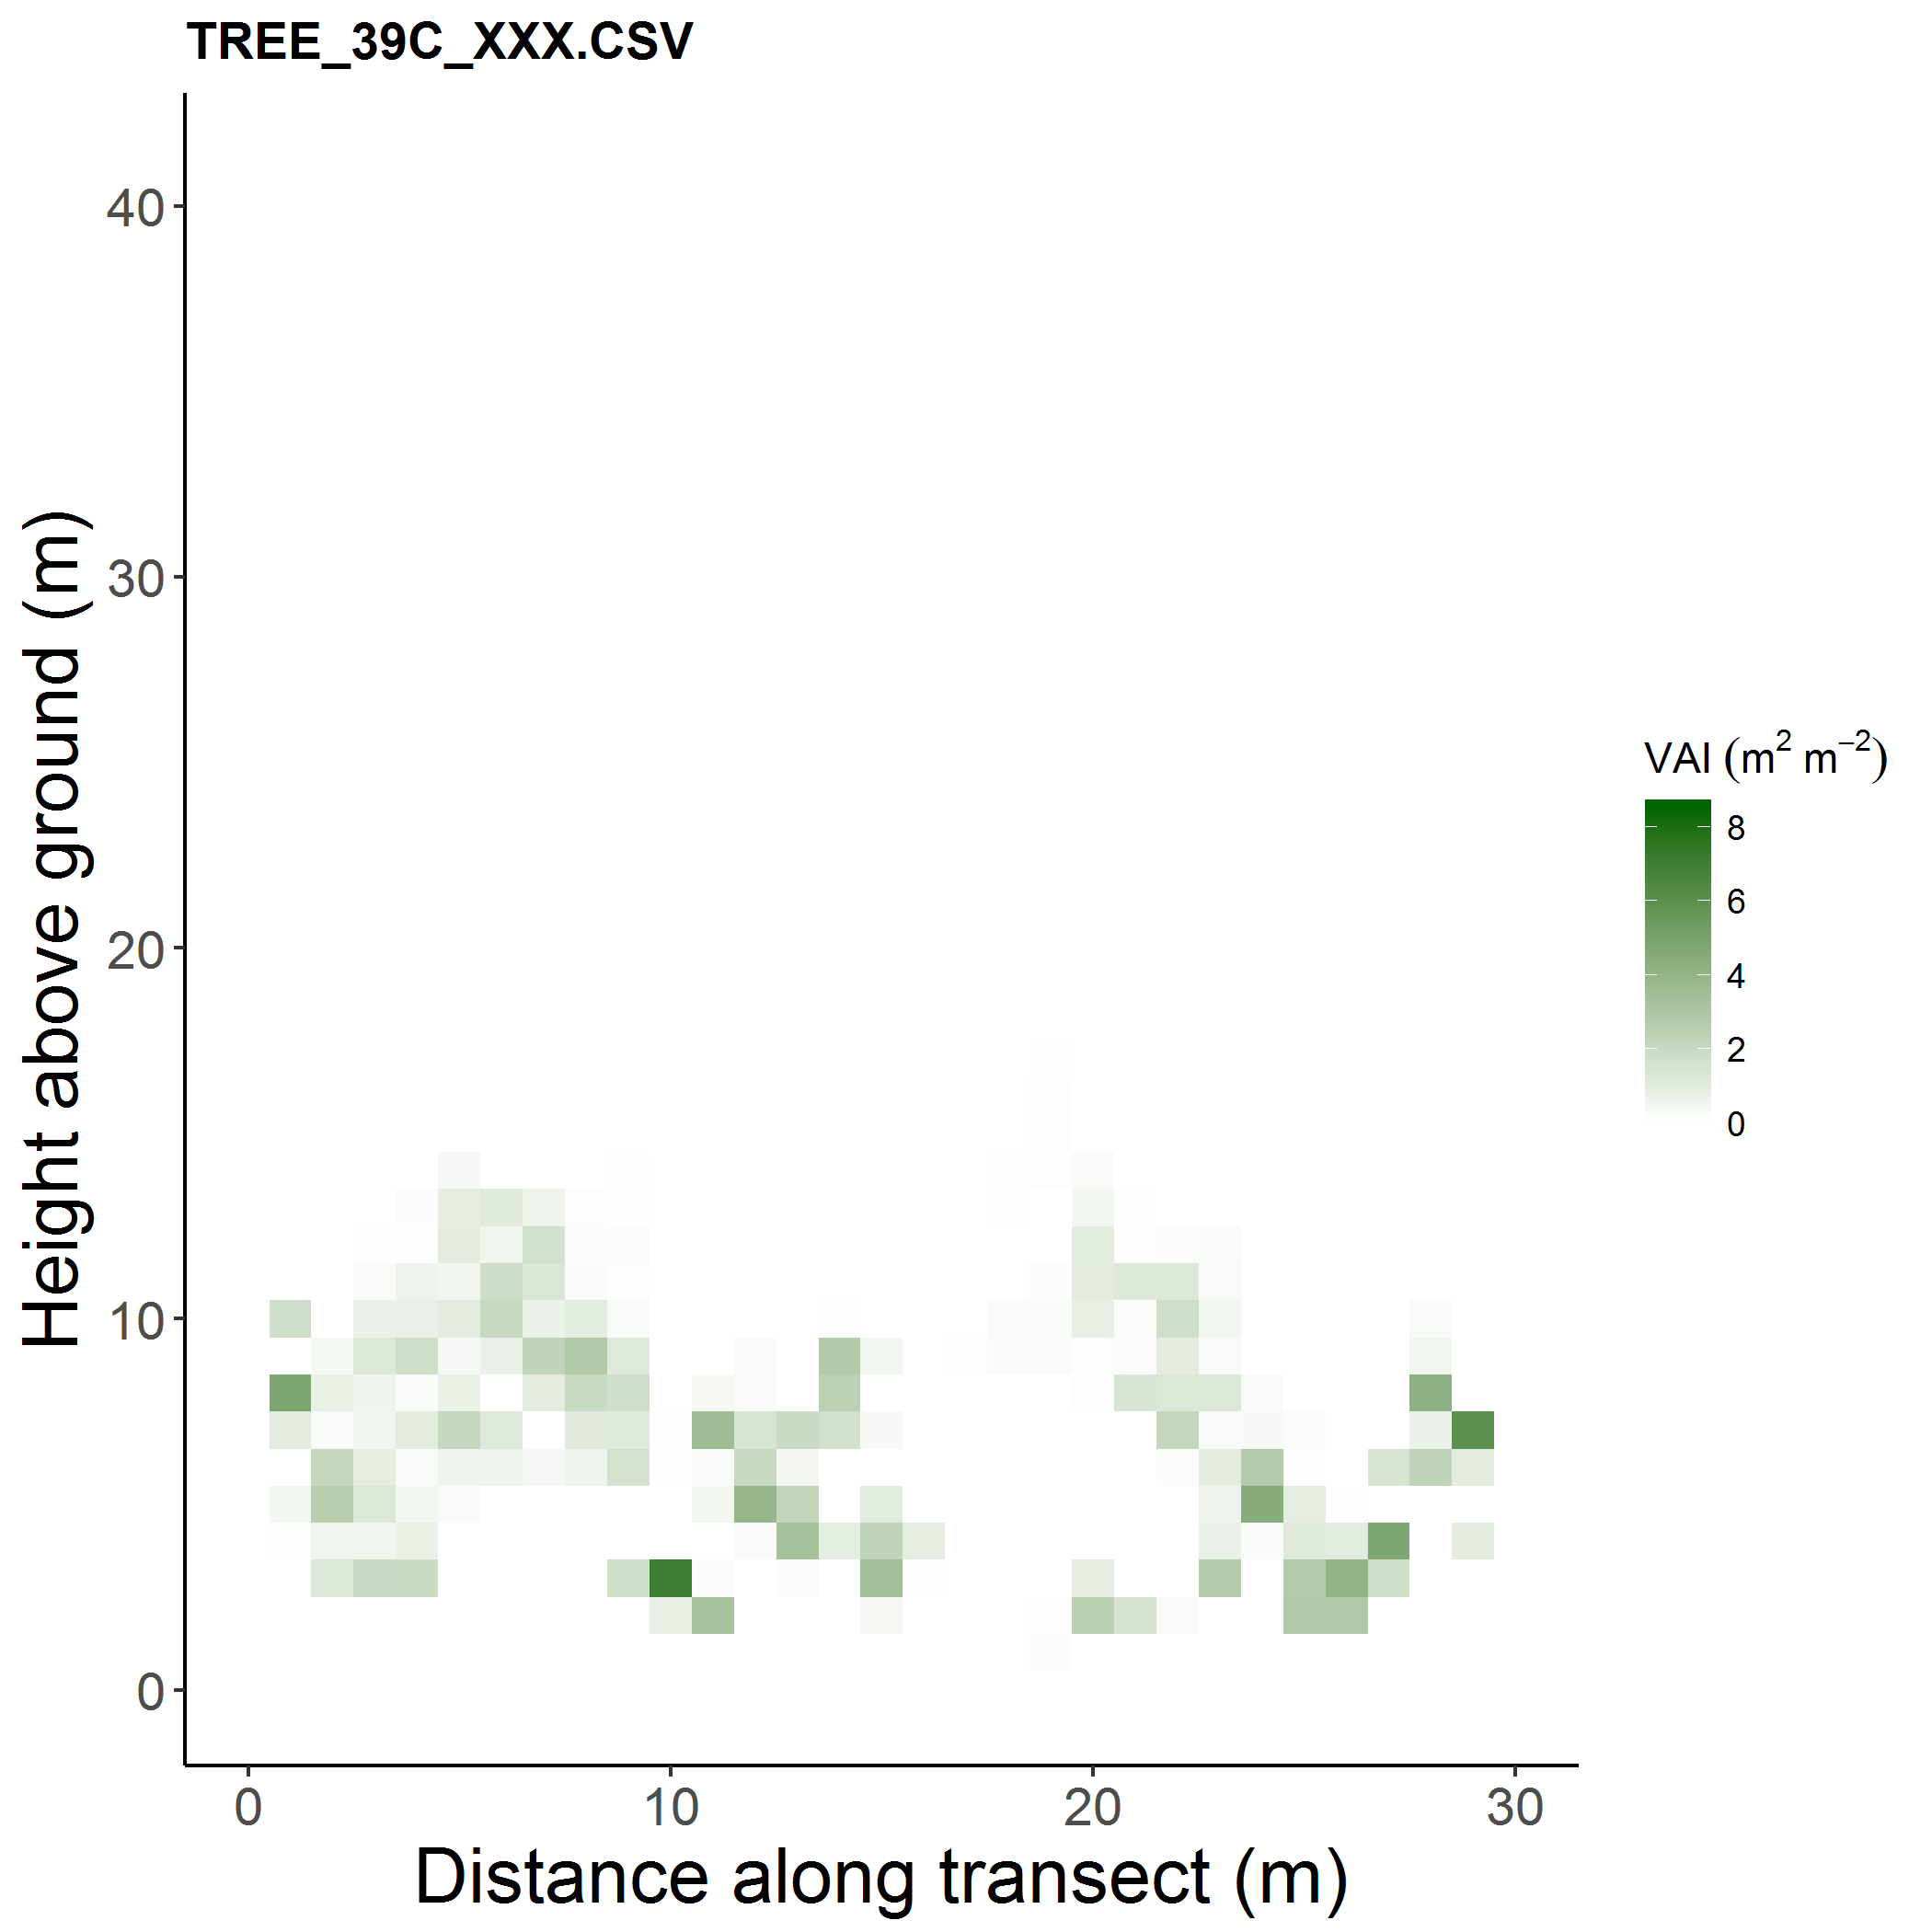 TREE_39C_XXX.CSV
Height above ground (m)
40
30
20
10
0
0 10 20 30
Distance along transect (m)
VAI (m² m⁻²)
8
6
4
2
0